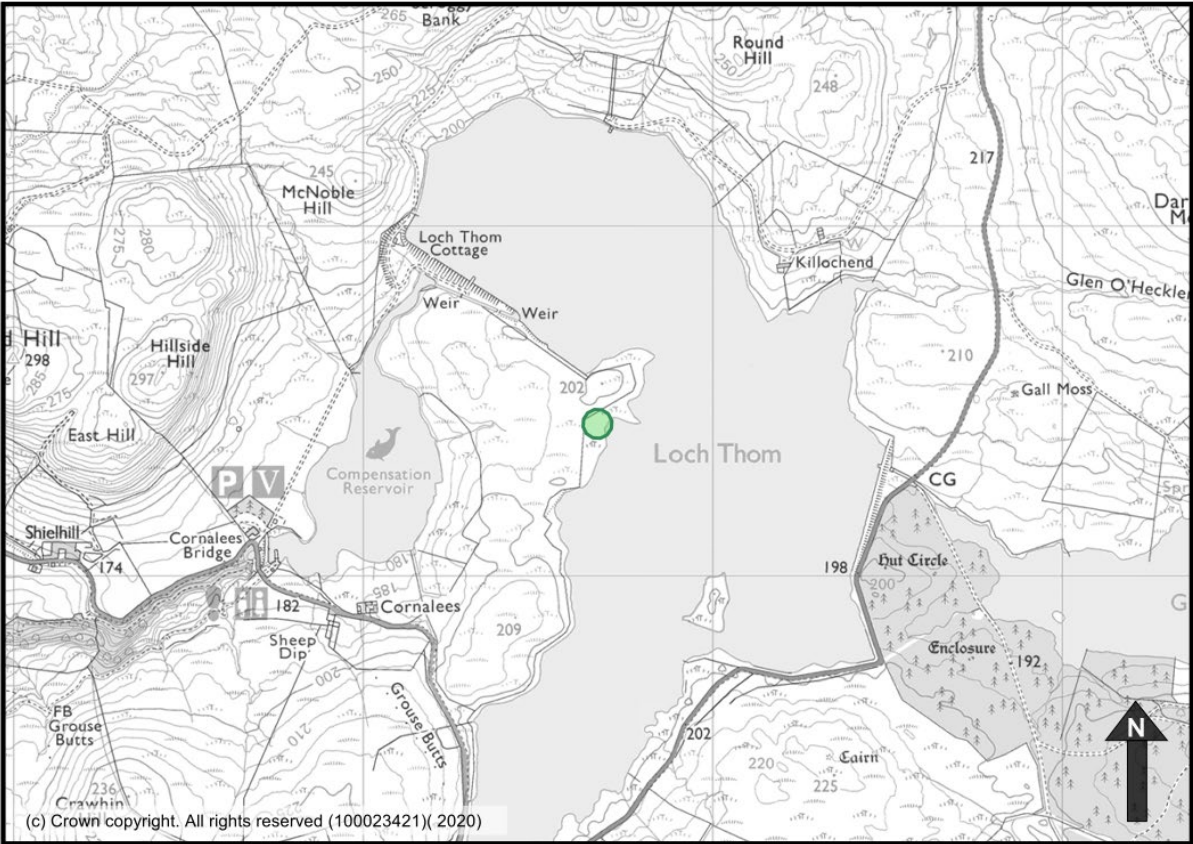 265
Bank
Round
Hill
250
248
250
225
200
217
245
McNoble
Hill
275
280
Loch Thom
Cottage
Killochend
W
Glen O'Heckler
Weir
Weir
Hill
298
285
275
Hillside
Hill
297
202
210
Gall Moss
East Hill
Loch Thom
Compensation
Reservoir
P V
CG
Shielhill
174
Cornalees
Bridge
180
185
198
Hut Circle
200
182
Cornalees
209
Sheep
Dip
200
Enclosure
192
G
FB
Grouse
Butts
210
Grouse Butts
202
220
Cairn
225
236
Crawhin
N
(c) Crown copyright. All rights reserved (100023421)( 2020)